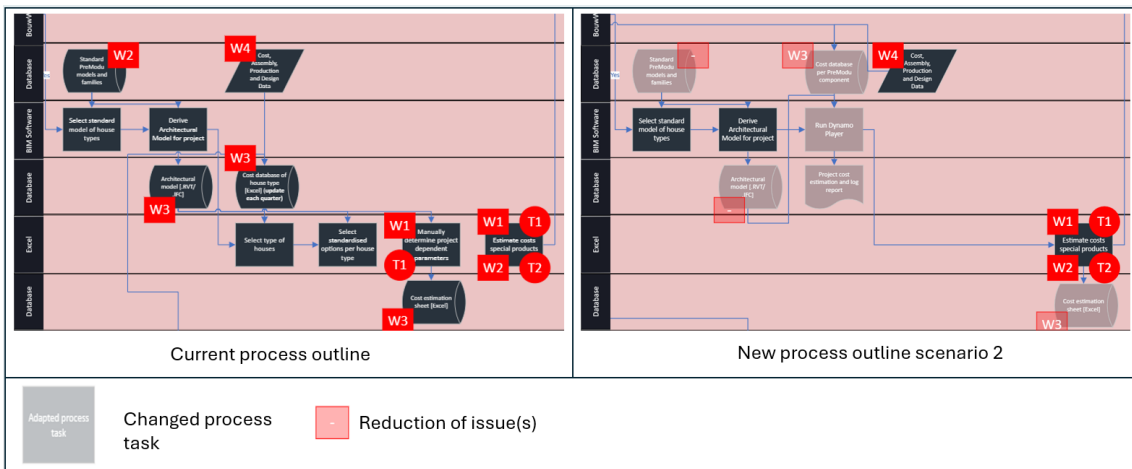 BouwW
Database
BIM Software
Database
Excel
Database
Standard
PreModu
models and
families
W2
W4
Cost,
Assembly,
Production
and Design
Data
Select standard
model of house
types
Derive
Architectural
Model for project
W3
Architectural
model [.RVT/
.IFC]
W3
Cost database of
house type
[Excel] (update
each quarter)
Select type of
houses
Select
standardised
options per house
type
W1
Manually
determine project
dependent
parameters
T1
W1
T1
Estimate costs
special products
W2
T2
Cost estimation
sheet [Excel]
W3
Current process outline
BouwW
Database
BIM Software
Database
Excel
Database
Yes
Standard
PreModu
models and
families
-
W3
Cost database
per PreModu
component
W4
Cost,
Assembly,
Production
and Design
Data
Select standard
model of house
types
Derive
Architectural
Model for project
Run Dynamo
Player
Architectural
model [.RVT/
.IFC]
-
Project cost
estimation and log
report
W1
T1
Estimate costs
special products
W2
T2
Cost estimation
sheet [Excel]
W3
New process outline scenario 2
Adapted process
task
Changed process
task
-
Reduction of issue(s)